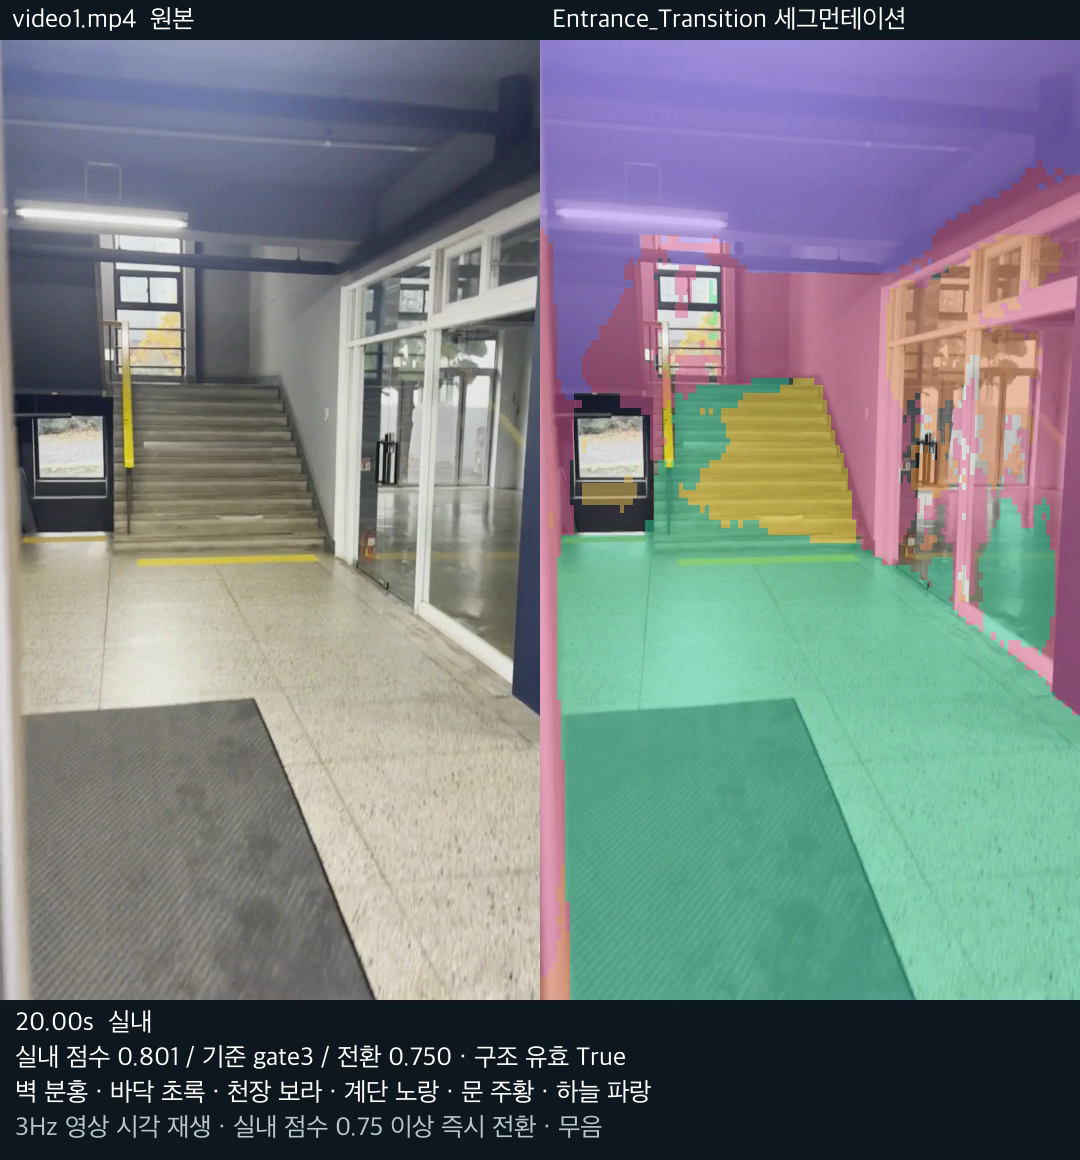 video1.mp4 원본
Entrance_Transition 세그먼테이션
20.00s 실내
실내 점수 0.801 / 기준 gate3 / 전환 0.750 · 구조 유효 True
벽 분홍 · 바닥 초록 · 천장 보라 · 계단 노랑 · 문 주황 · 하늘 파랑
3Hz 영상 시각 재생 · 실내 점수 0.75 이상 즉시 전환 · 무음